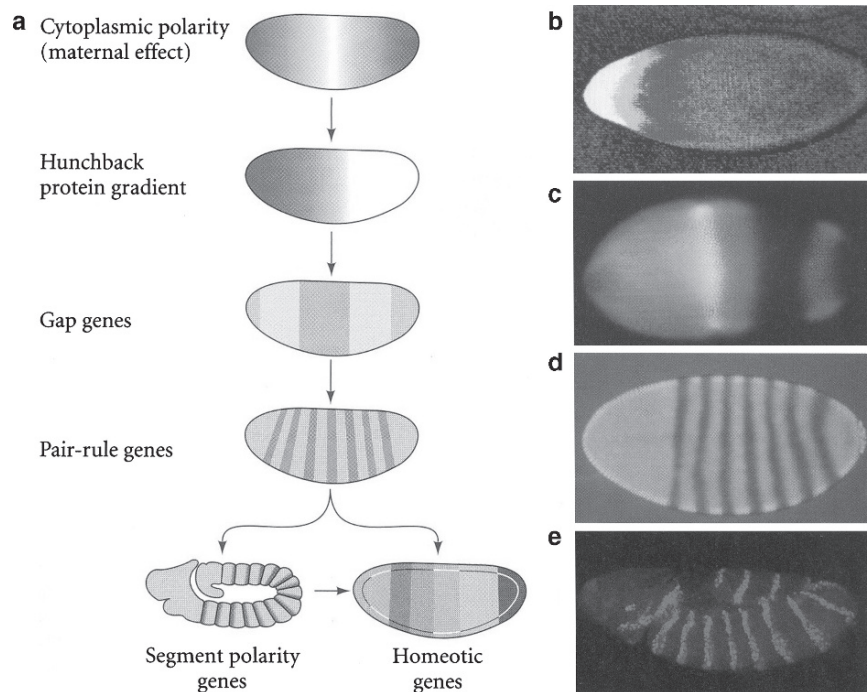 a
Cytoplasmic polarity
(maternal effect)
Hunchback
protein gradient
Gap genes
Pair-rule genes
Segment polarity
genes
Homeotic
genes
b
c
d
e